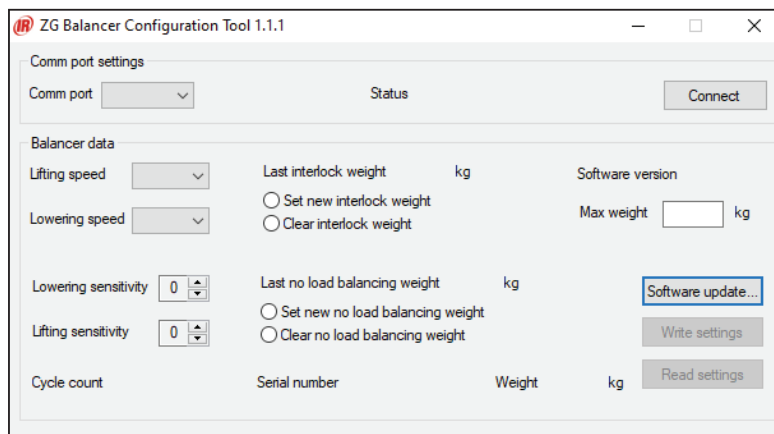 IR ZG Balancer Configuration Tool 1.1.1
Comm port settings
Comm port Status Connect
Balancer data
Lifting speed Last interlock weight kg Software version
Set new interlock weight
Lowering speed Clear interlock weight Max weight kg
Lowering sensitivity 0 Last no load balancing weight kg Software update...
Set new no load balancing weight
Lifting sensitivity 0 Clear no load balancing weight Write settings
Cycle count Serial number Weight kg Read settings